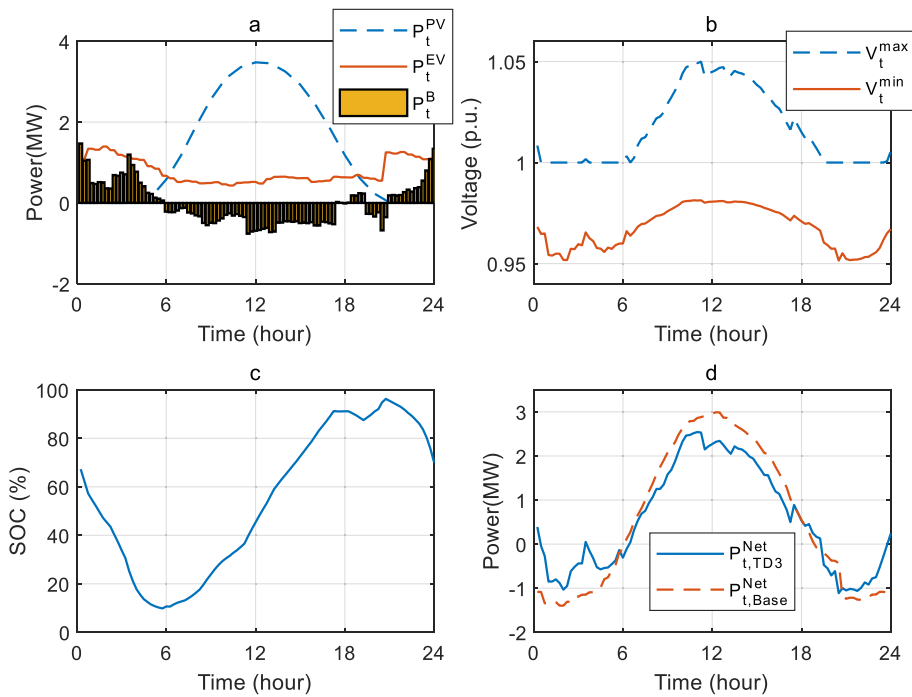 a
4
2
0
-2
0
6
12
18
24
Power(MW)
Time (hour)
P_t^PV
P_t^EV
P_t^B
b
1.05
1
0.95
0
6
12
18
24
Voltage (p.u.)
Time (hour)
V_t^max
V_t^min
c
100
80
60
40
20
0
0
6
12
18
24
SOC (%)
Time (hour)
d
3
2
1
0
-1
-2
0
6
12
18
24
Power(MW)
Time (hour)
P_t,TD3^Net
P_t,Base^Net